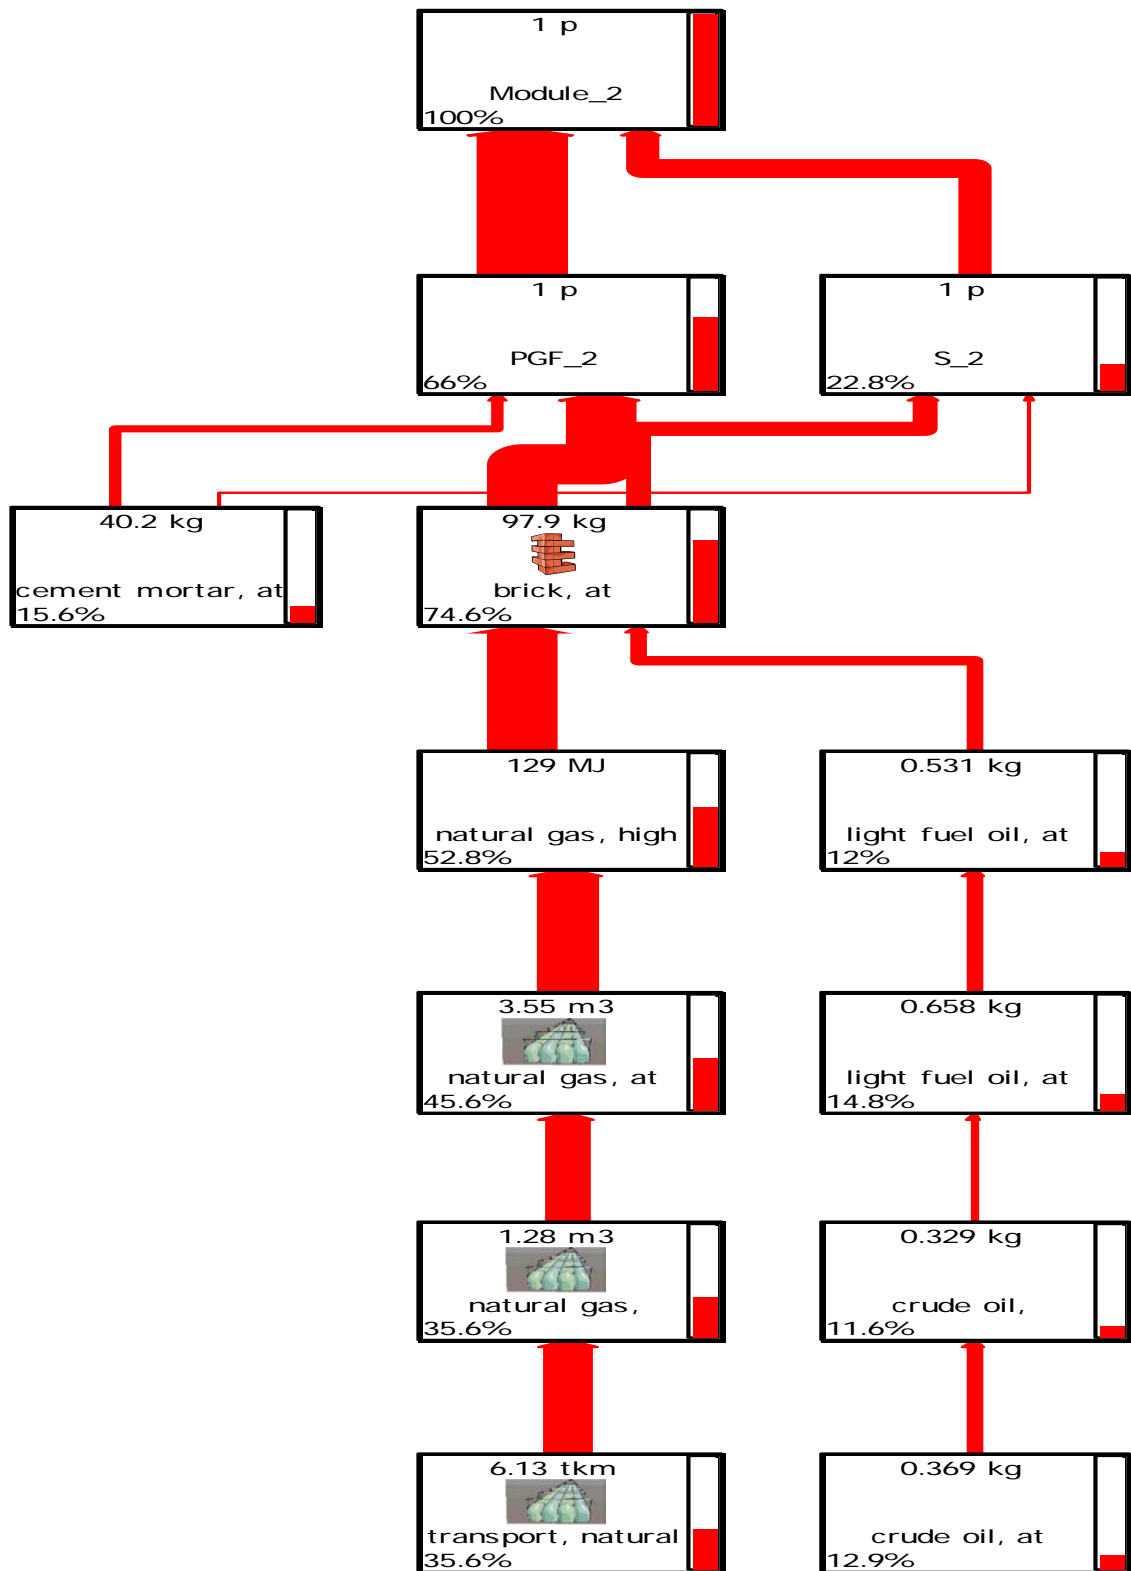 1 p
Module_2
100%
1 p
PGF_2
66%
1 p
S_2
22.8%
40.2 kg
cement mortar, at
15.6%
97.9 kg
brick, at
74.6%
129 MJ
natural gas, high
52.8%
0.531 kg
light fuel oil, at
12%
3.55 m3
natural gas, at
45.6%
0.658 kg
light fuel oil, at
14.8%
1.28 m3
natural gas,
35.6%
0.329 kg
crude oil,
11.6%
6.13 tkm
transport, natural
35.6%
0.369 kg
crude oil, at
12.9%